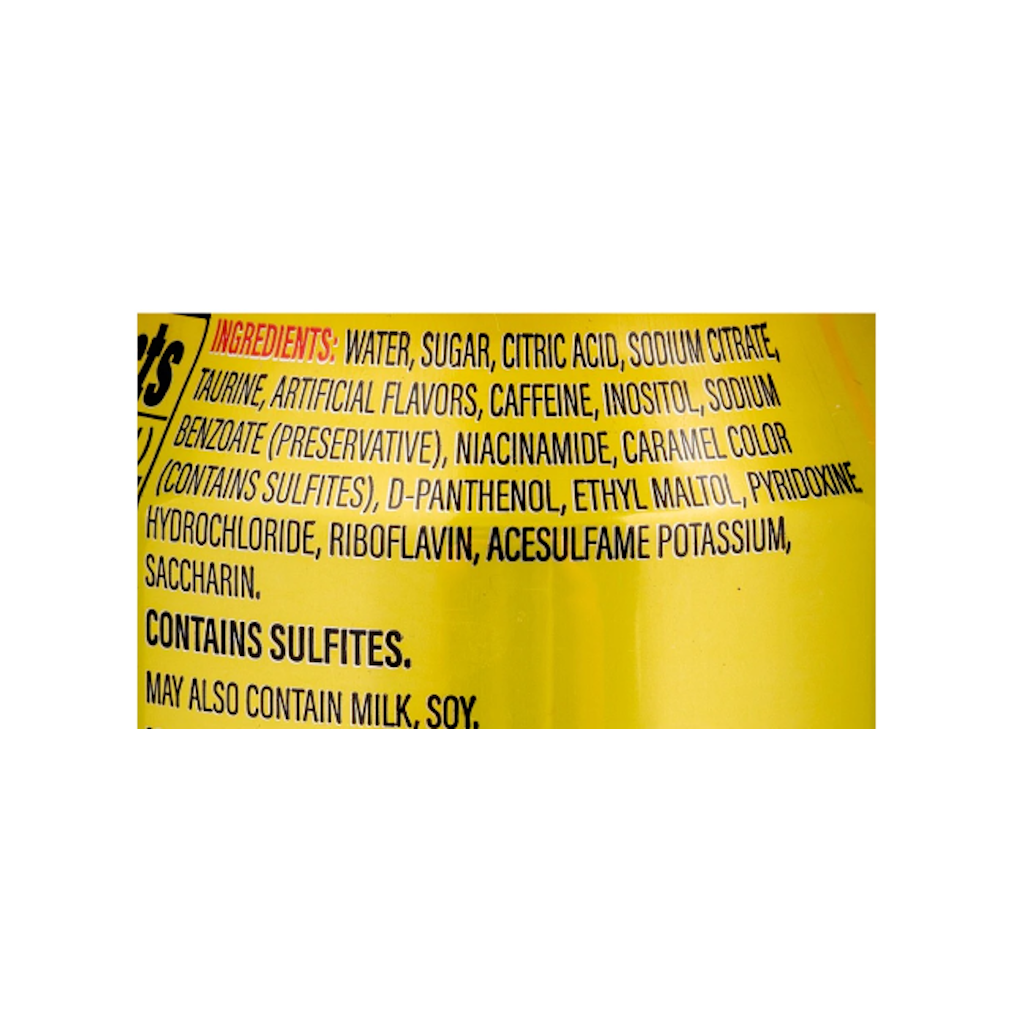 INGREDIENTS: WATER, SUGAR, CITRIC ACID, SODIUM CITRATE,
TAURINE, ARTIFICIAL FLAVORS, CAFFEINE, INOSITOL, SODIUM
BENZOATE (PRESERVATIVE), NIACINAMIDE, CARAMEL COLOR
(CONTAINS SULFITES), D-PANTHENOL, ETHYL MALTOL, PYRIDOXINE
HYDROCHLORIDE, RIBOFLAVIN, ACESULFAME POTASSIUM,
SACCHARIN.
CONTAINS SULFITES.
MAY ALSO CONTAIN MILK, SOY.